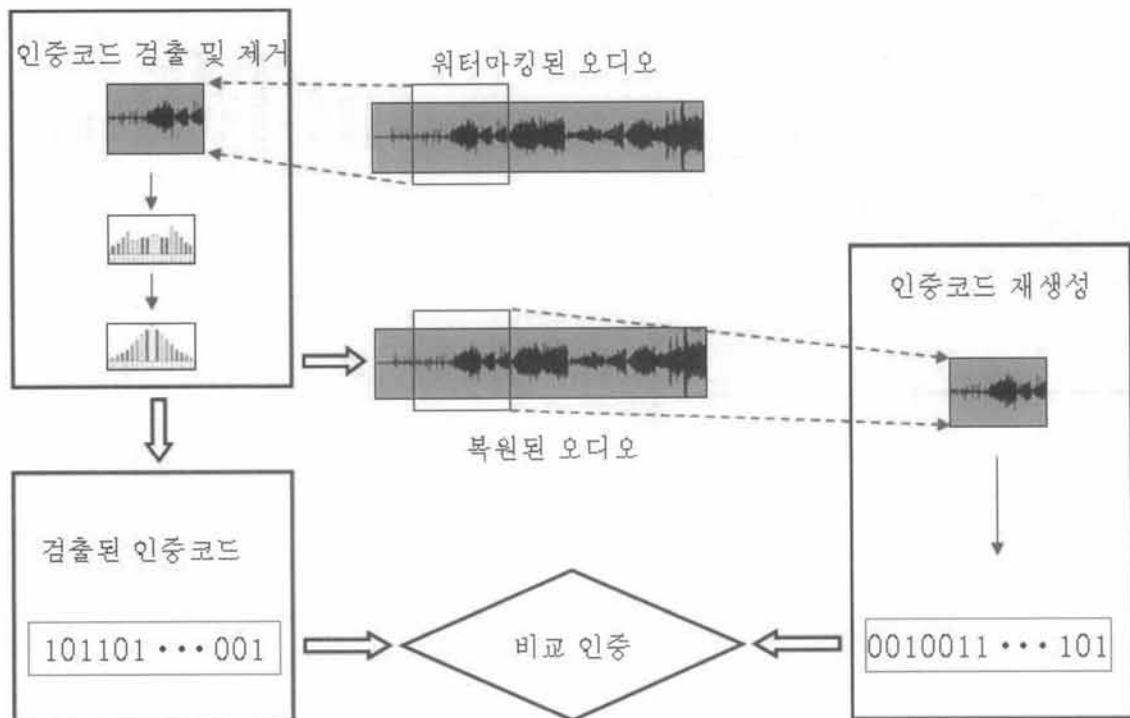 인증코드 검출 및 제거
워터마킹된 오디오
인증코드 재생성
복원된 오디오
검출된 인증코드
101101 ··· 001
비교 인증
0010011 ··· 101